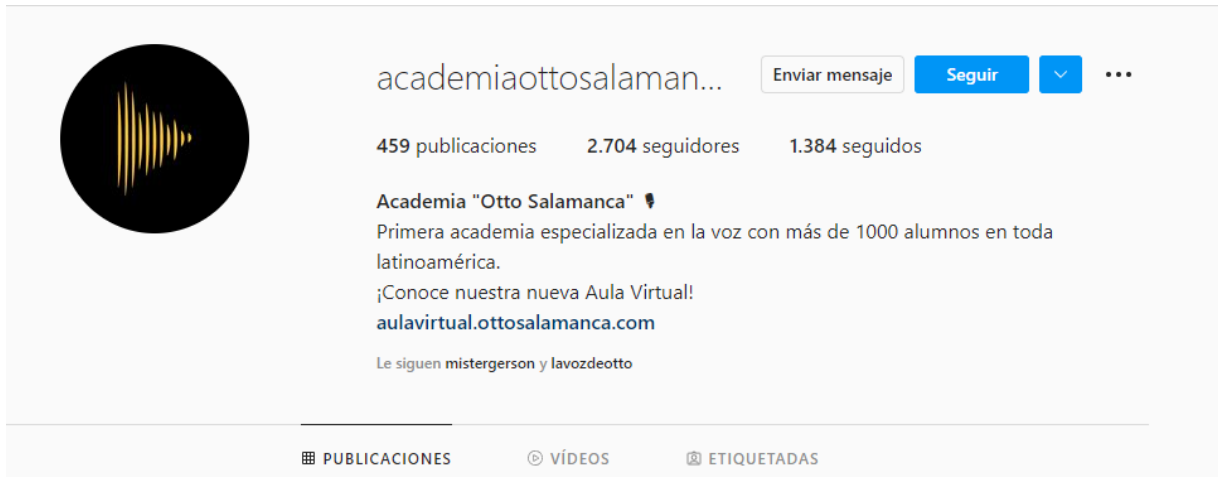 academiaottosalaman...
Enviar mensaje
Seguir
459 publicaciones
2.704 seguidores
1.384 seguidos
Academia "Otto Salamanca"
Primera academia especializada en la voz con más de 1000 alumnos en toda
latinoamérica.
¡Conoce nuestra nueva Aula Virtual!
aulavirtual.ottosalamanca.com
Le siguen mistergerson y lavozdeotto
PUBLICACIONES
VÍDEOS
ETIQUETADAS